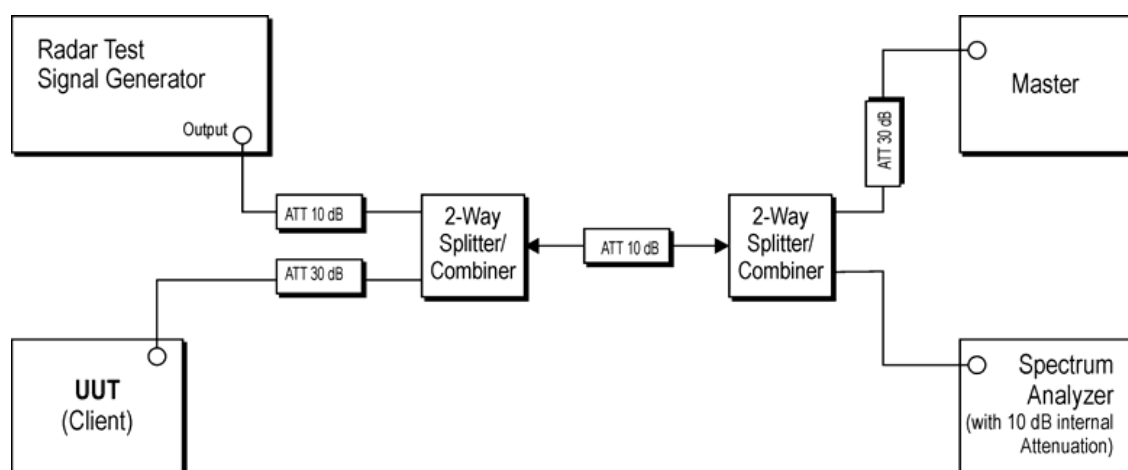 Radar Test
Signal Generator
Output
Master
ATT 30 dB
ATT 10 dB
2-Way
Splitter/
Combiner
ATT 10 dB
2-Way
Splitter/
Combiner
ATT 30 dB
UUT
(Client)
Spectrum
Analyzer
(with 10 dB internal
Attenuation)